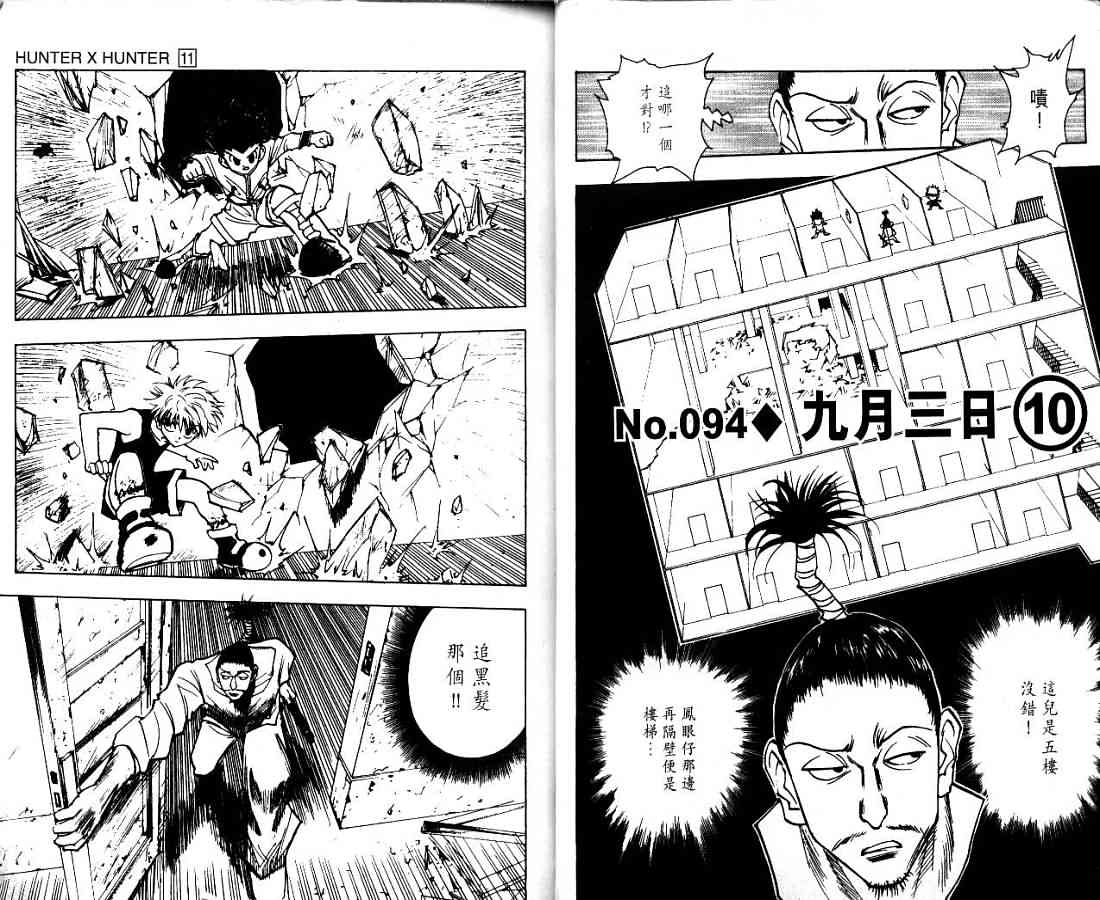 嘖！
追哪一個
才對!?
No.094◆九月三日⑩
這兒是五樓
沒錯！
鳳眼仔那邊
再隔壁便是
樓梯…
HUNTER X HUNTER 11
追黑髮
那個!!